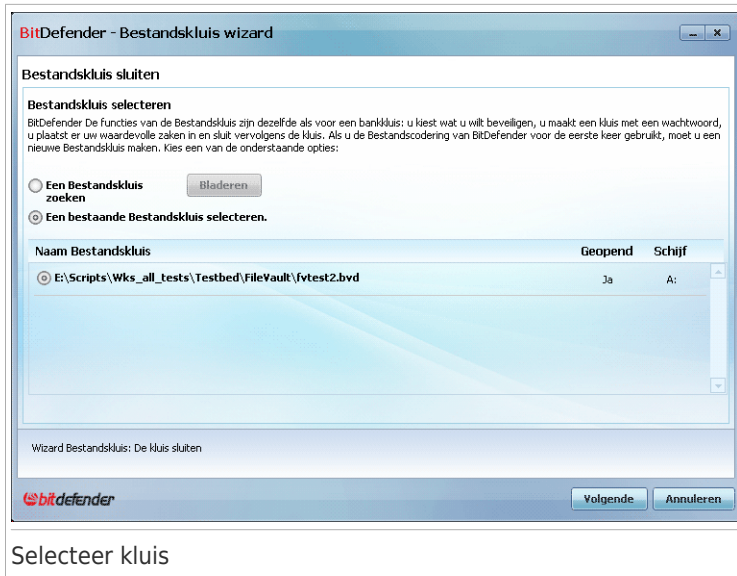 BitDefender - Bestandskluis wizard
Bestandskluis sluiten
Bestandskluis selecteren
BitDefender De functies van de Bestandskluis zijn dezelfde als voor een bankkluis: u kiest wat u wilt beveiligen, u maakt een kluis met een wachtwoord,
u plaatst er uw waardevolle zaken in en sluit vervolgens de kluis. Als u de Bestandscodering van BitDefender voor de eerste keer gebruikt, moet u een
nieuwe Bestandskluis maken. Kies een van de onderstaande opties:
Een Bestandskluis
zoeken
Bladeren
Een bestaande Bestandskluis selecteren.
Naam Bestandskluis Geopend Schijf
E:\Scripts\Wks_all_tests\Testbed\FileVault\fvtest2.bvd Ja A:
Wizard Bestandskluis: De kluis sluiten
bitdefender
Volgende Annuleren
Selecteer kluis